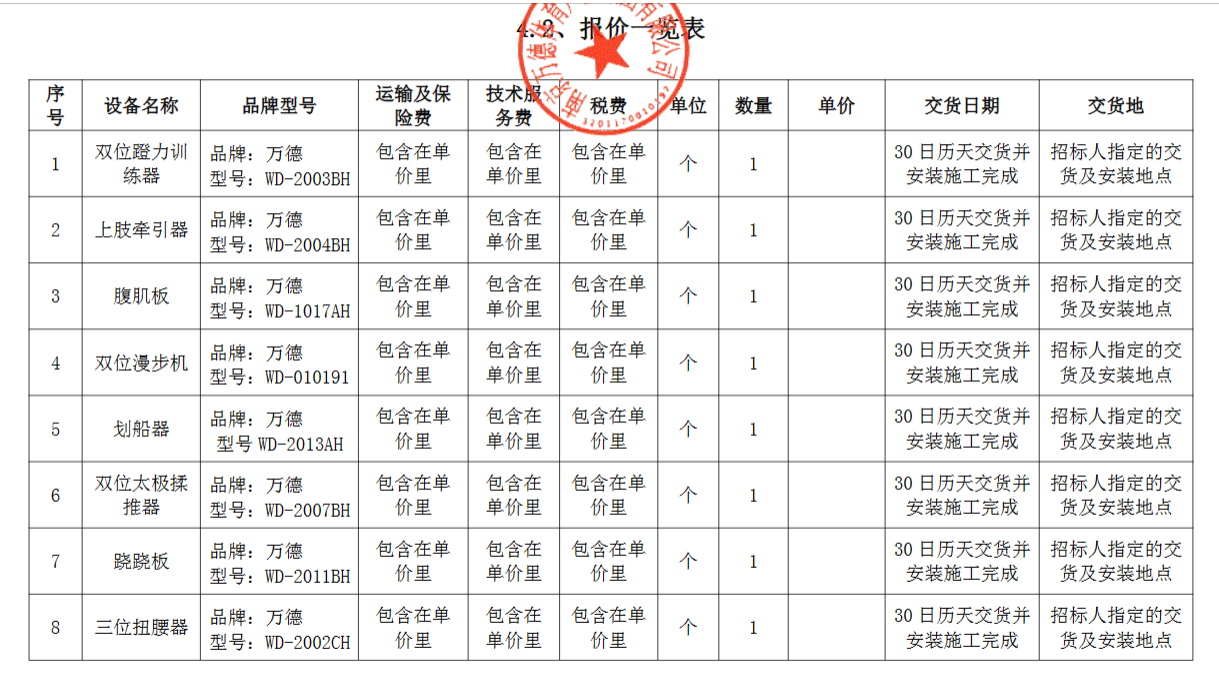 4.2、报价一览表
南京万德体育
有限公司
序号 设备名称 品牌型号 运输及保险费 技术服务费 税费 单位 数量 单价 交货日期 交货地
1 双位蹬力训练器 品牌：万德 型号：WD-2003BH 包含在单价里 包含在单价里 包含在单价里 个 1 30 日历天交货并安装施工完成 招标人指定的交货及安装地点
2 上肢牵引器 品牌：万德 型号：WD-2004BH 包含在单价里 包含在单价里 包含在单价里 个 1 30 日历天交货并安装施工完成 招标人指定的交货及安装地点
3 腹肌板 品牌：万德 型号：WD-1017AH 包含在单价里 包含在单价里 包含在单价里 个 1 30 日历天交货并安装施工完成 招标人指定的交货及安装地点
4 双位漫步机 品牌：万德 型号：WD-010191 包含在单价里 包含在单价里 包含在单价里 个 1 30 日历天交货并安装施工完成 招标人指定的交货及安装地点
5 划船器 品牌：万德 型号 WD-2013AH 包含在单价里 包含在单价里 包含在单价里 个 1 30 日历天交货并安装施工完成 招标人指定的交货及安装地点
6 双位太极揉推器 品牌：万德 型号：WD-2007BH 包含在单价里 包含在单价里 包含在单价里 个 1 30 日历天交货并安装施工完成 招标人指定的交货及安装地点
7 跷跷板 品牌：万德 型号：WD-2011BH 包含在单价里 包含在单价里 包含在单价里 个 1 30 日历天交货并安装施工完成 招标人指定的交货及安装地点
8 三位扭腰器 品牌：万德 型号：WD-2002CH 包含在单价里 包含在单价里 包含在单价里 个 1 30 日历天交货并安装施工完成 招标人指定的交货及安装地点